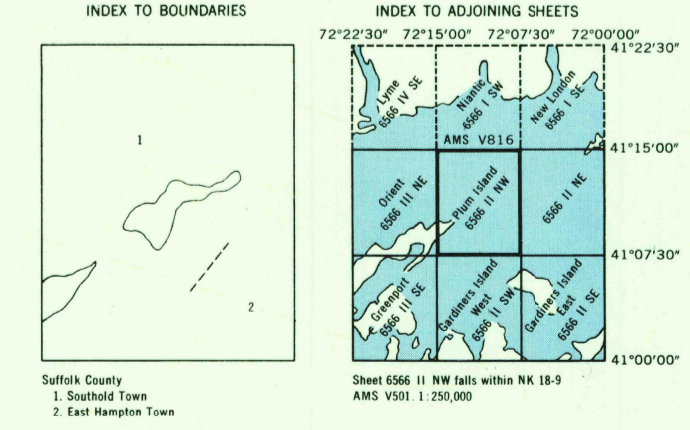 INDEX TO BOUNDARIES
1
2
Suffolk County
1. Southold Town
2. East Hampton Town
INDEX TO ADJOINING SHEETS
72°22'30" 72°15'00" 72°07'30" 72°00'00"
41°22'30"
Lyme
6566 IV SE
Niantic
6566 I SW
New London
6566 I SE
AMS V816
41°15'00"
Orient
6566 III NE
Plum Island
6566 II NW
6566 II NE
41°07'30"
Greenport
6566 III SE
Gardiners Island
West
6566 II SW
Gardiners Island
East
6566 II SE
41°00'00"
Sheet 6566 II NW falls within NK 18-9
AMS V501. 1:250,000